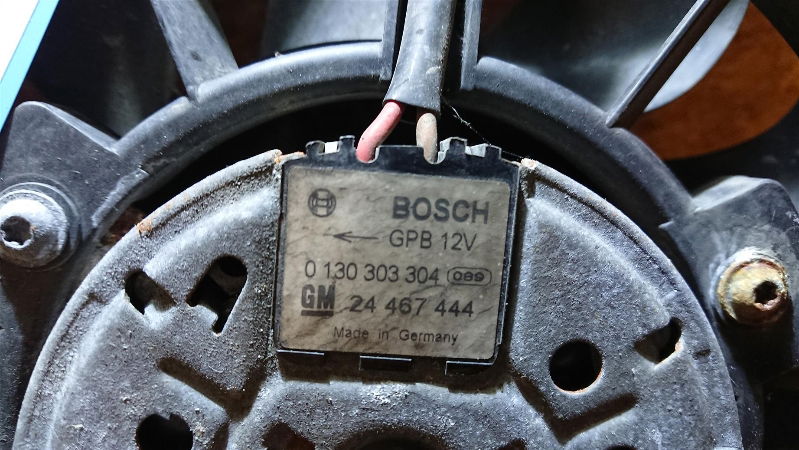 BOSCH
GPB 12V
0 130 303 304 089
GM 24 467 444
Made in Germany